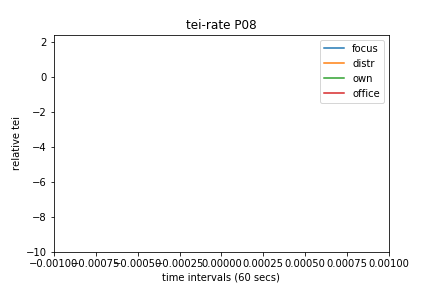 tei-rate P08
focus
distr
own
office
relative tei
2
0
−2
−4
−6
−8
−10
−0.00100 −0.00075 −0.00050 −0.00025 0.00000 0.00025 0.00050 0.00075 0.00100
time intervals (60 secs)